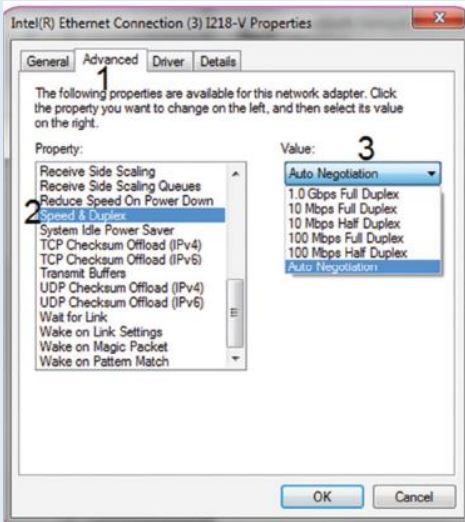 Intel(R) Ethernet Connection (3) I218-V Properties
General Advanced Driver Details
1
The following properties are available for this network adapter. Click
the property you want to change on the left, and then select its value
on the right.
Property:
Value:
3
Receive Side Scaling
Receive Side Scaling Queues
Reduce Speed On Power Down
2
Speed & Duplex
System Idle Power Saver
TCP Checksum Offload (IPv4)
TCP Checksum Offload (IPv6)
Transmit Buffers
UDP Checksum Offload (IPv4)
UDP Checksum Offload (IPv6)
Wait for Link
Wake on Link Settings
Wake on Magic Packet
Wake on Pattern Match
Auto Negotiation
1.0 Gbps Full Duplex
10 Mbps Full Duplex
10 Mbps Half Duplex
100 Mbps Full Duplex
100 Mbps Half Duplex
Auto Negotiation
OK Cancel